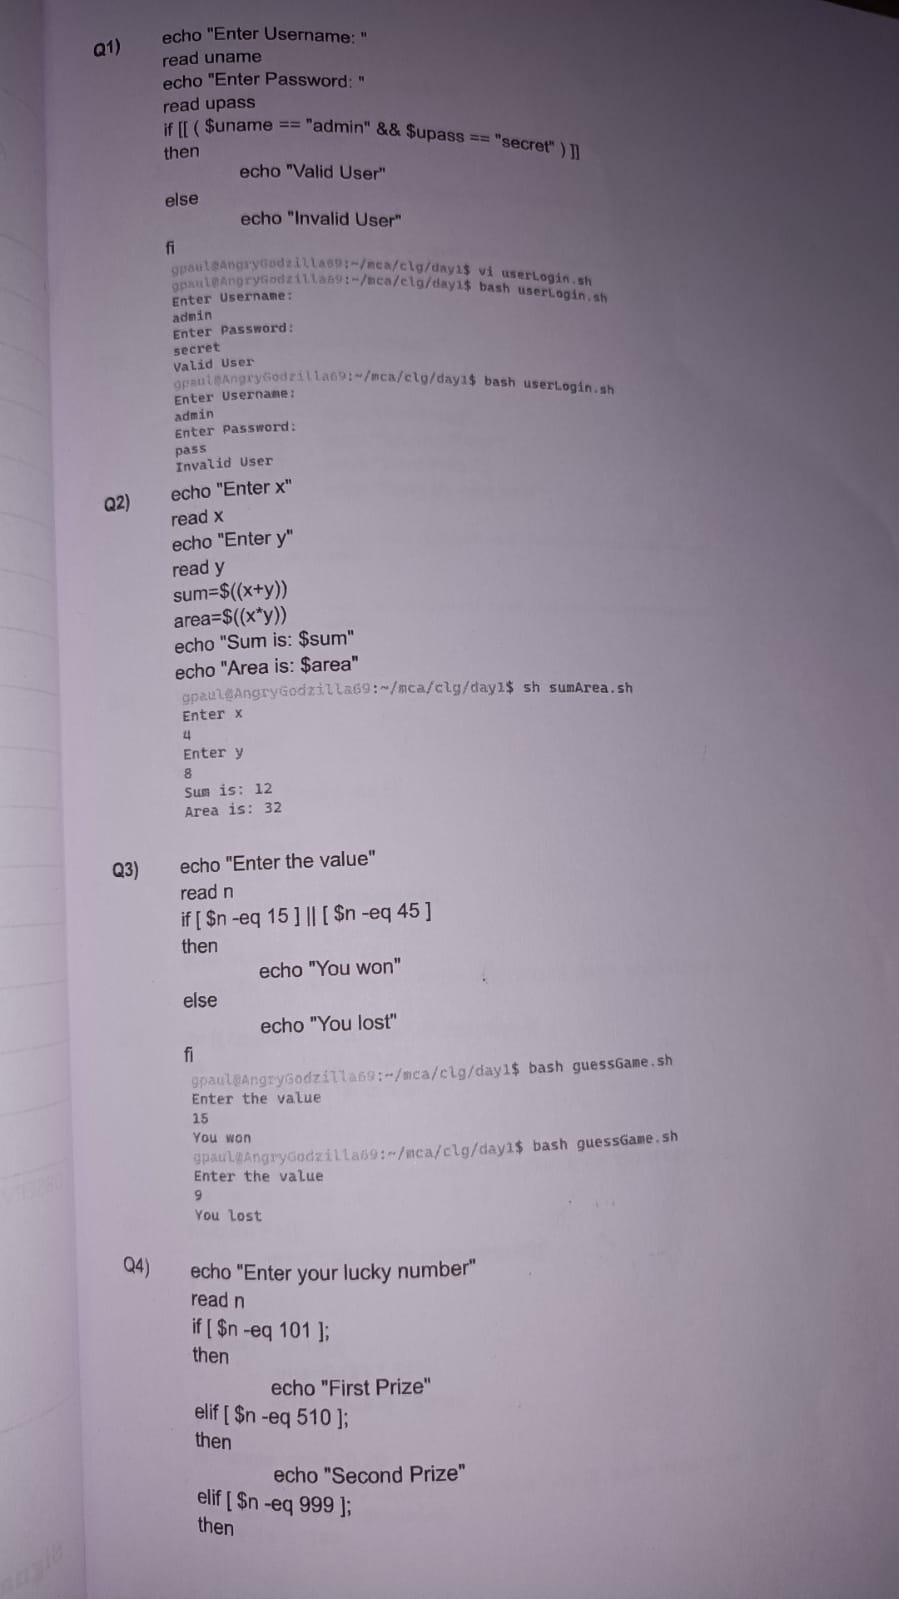 Q1) echo "Enter Username: "
read uname
echo "Enter Password: "
read upass
if [[ ( $uname == "admin" && $upass == "secret" ) ]]
then
echo "Valid User"
else
echo "Invalid User"
fi
gpaul@AngryGodzilla69:~/mca/clg/day1$ vi userLogin.sh
gpaul@AngryGodzilla69:~/mca/clg/day1$ bash userLogin.sh
Enter Username:
admin
Enter Password:
secret
Valid User
gpaul@AngryGodzilla69:~/mca/clg/day1$ bash userLogin.sh
Enter Username:
admin
Enter Password:
pass
Invalid User
Q2) echo "Enter x"
read x
echo "Enter y"
read y
sum=$((x+y))
area=$((x*y))
echo "Sum is: $sum"
echo "Area is: $area"
gpaul@AngryGodzilla69:~/mca/clg/day1$ sh sumArea.sh
Enter x
4
Enter y
8
Sum is: 12
Area is: 32
Q3) echo "Enter the value"
read n
if [ $n -eq 15 ] || [ $n -eq 45 ]
then
echo "You won"
else
echo "You lost"
fi
gpaul@AngryGodzilla69:~/mca/clg/day1$ bash guessGame.sh
Enter the value
15
You won
gpaul@AngryGodzilla69:~/mca/clg/day1$ bash guessGame.sh
Enter the value
9
You lost
Q4) echo "Enter your lucky number"
read n
if [ $n -eq 101 ];
then
echo "First Prize"
elif [ $n -eq 510 ];
then
echo "Second Prize"
elif [ $n -eq 999 ];
then